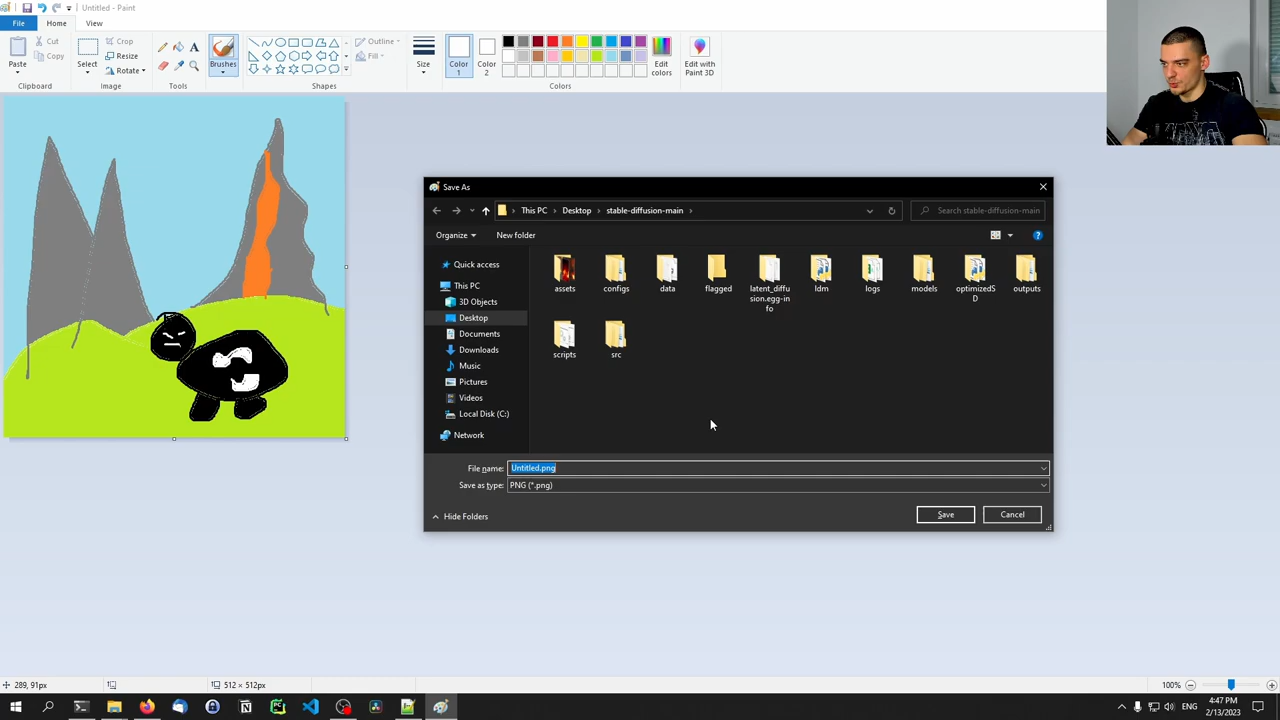 Untitled - Paint
File Home View
Paste
Cut
Copy
Clipboard
Select
Crop
Resize
Rotate
Image
A
Tools
Brushes
Outline
Fill
Shapes
Size
Color 1
Color 2
Edit colors
Colors
Edit with Paint 3D
Save As
This PC Desktop stable-diffusion-main
Search stable-diffusion-main
Organize New folder
Quick access
This PC
3D Objects
Desktop
Documents
Downloads
Music
Pictures
Videos
Local Disk (C:)
Network
assets configs data flagged latent_diffusion.egg-info ldm logs models optimizedSD outputs
scripts src
File name: Untitled.png
Save as type: PNG (*.png)
Hide Folders
Save Cancel
289, 91px 512 × 512px 100%
ENG 4:47 PM
2/13/2023